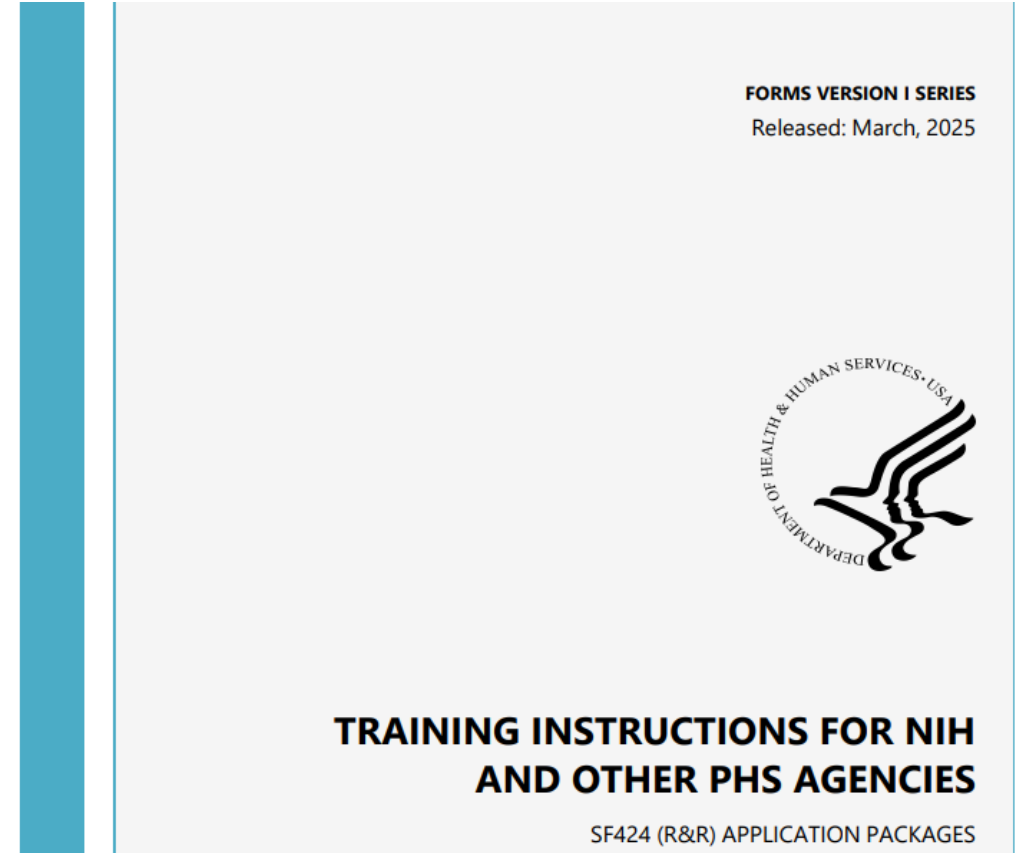 FORMS VERSION I SERIES
Released: March, 2025
DEPARTMENT OF HEALTH & HUMAN SERVICES • USA
TRAINING INSTRUCTIONS FOR NIH
AND OTHER PHS AGENCIES
SF424 (R&R) APPLICATION PACKAGES